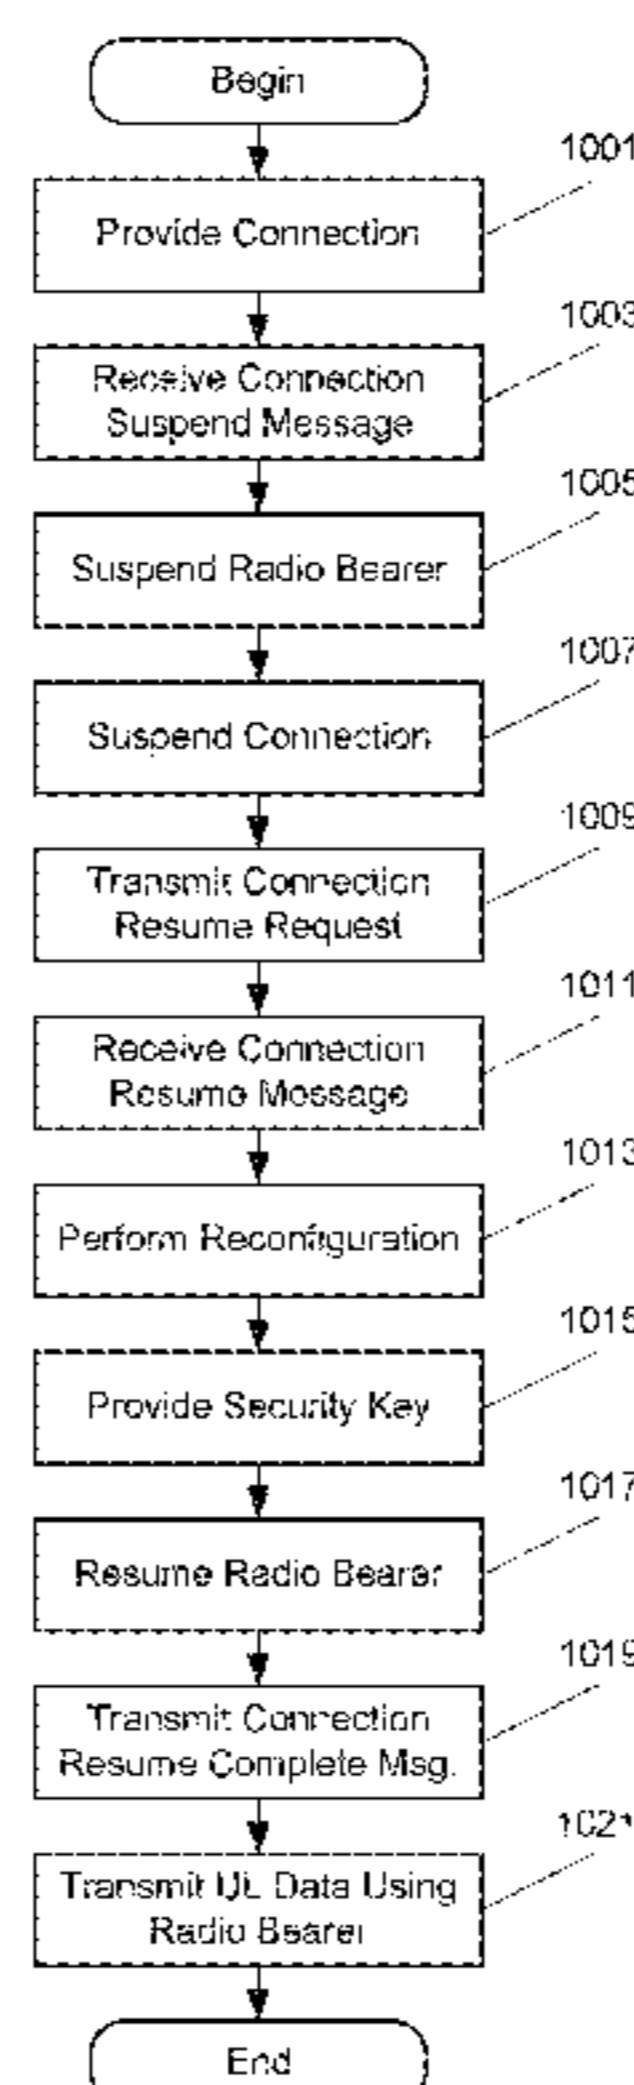 Begin
1001
Provide Connection
1003
Receive Connection
Suspend Message
1005
Suspend Radio Bearer
1007
Suspend Connection
1009
Transmit Connection
Resume Request
1011
Receive Connection
Resume Message
1013
Perform Reconfiguration
1015
Provide Security Key
1017
Resume Radio Bearer
1019
Transmit Connection
Resume Complete Msg.
1021
Transmit UL Data Using
Radio Bearer
End